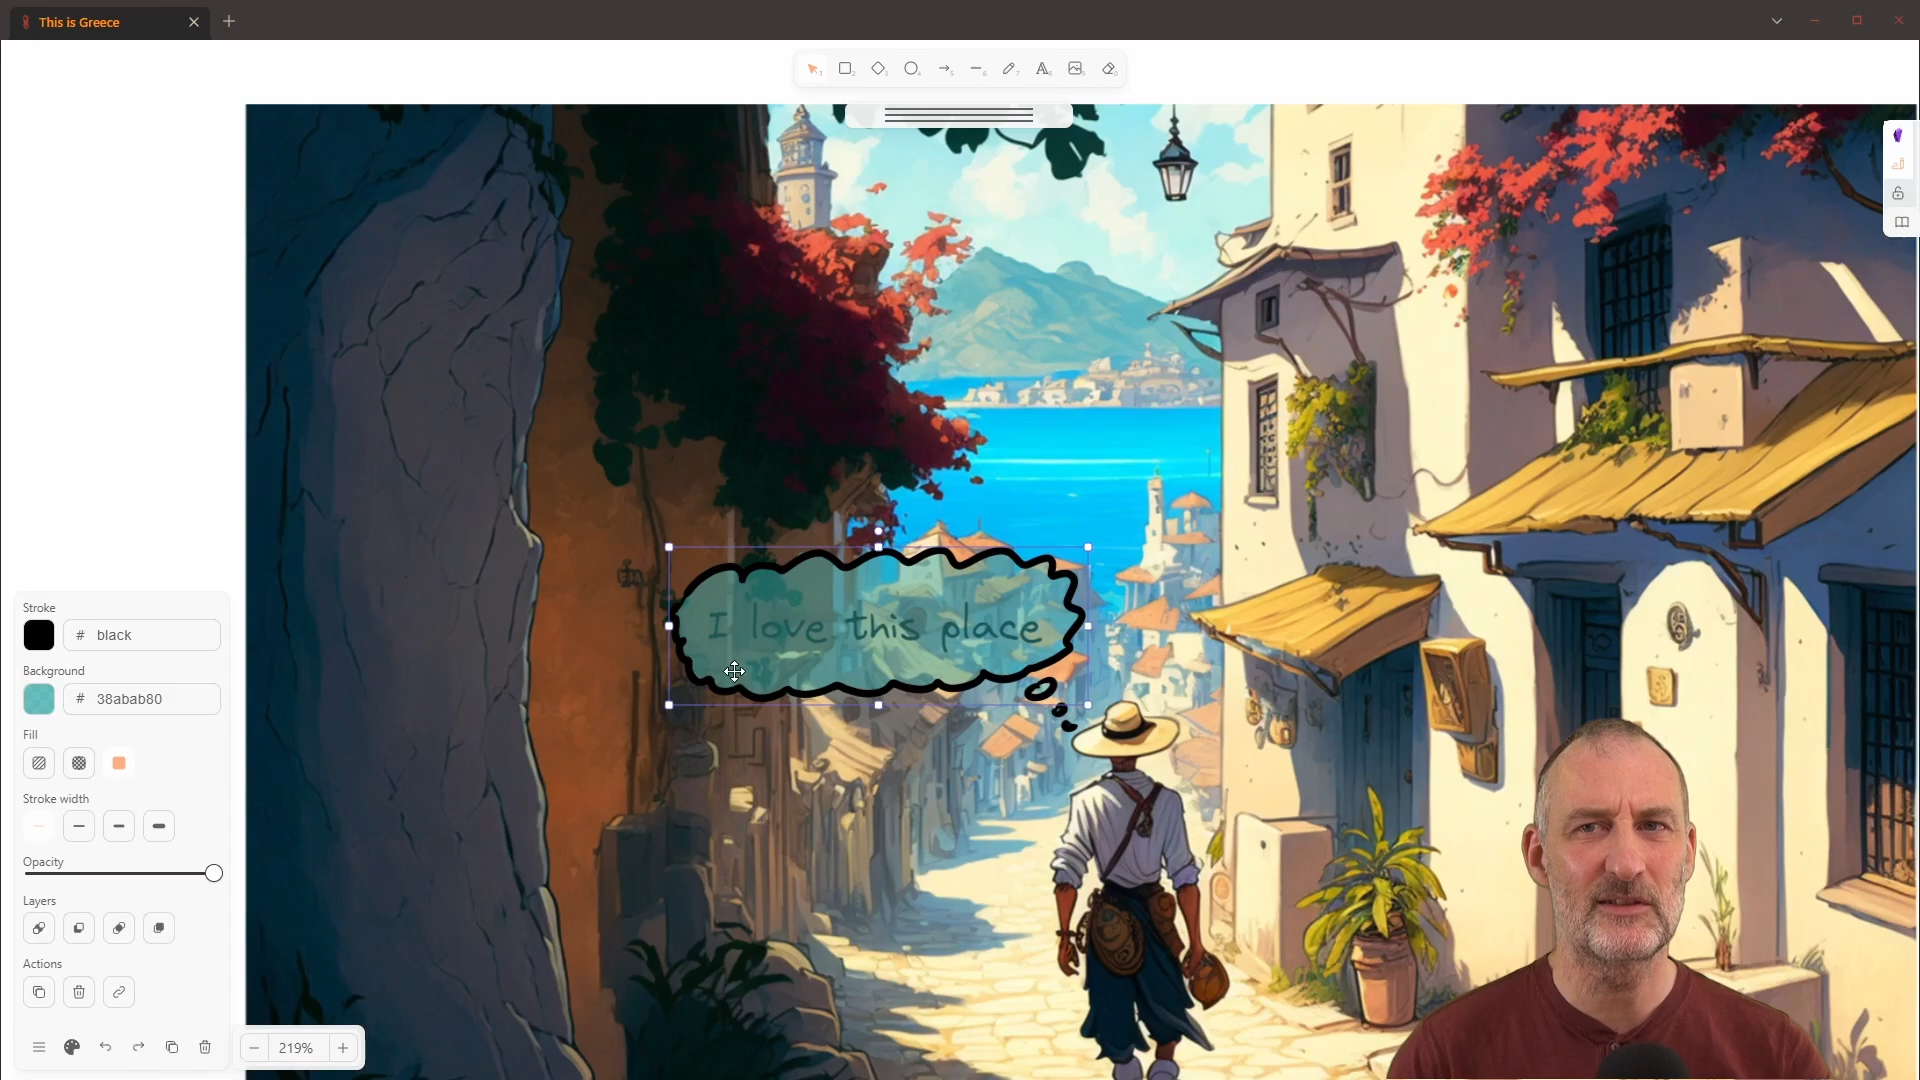 This is Greece
I love this place
Stroke
# black
Background
# 38abab80
Fill
Stroke width
Opacity
Layers
Actions
219%